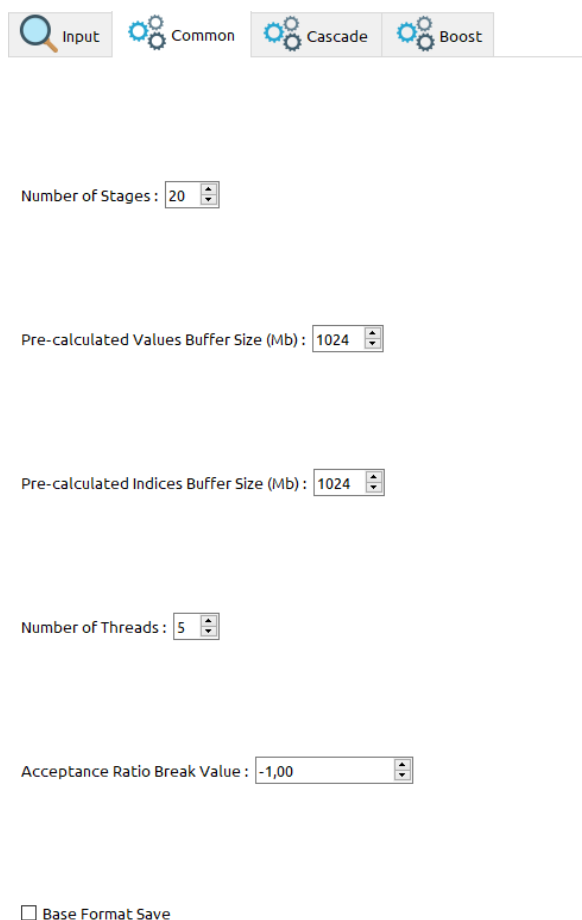 Input Common Cascade Boost
Number of Stages : 20
Pre-calculated Values Buffer Size (Mb) : 1024
Pre-calculated Indices Buffer Size (Mb) : 1024
Number of Threads : 5
Acceptance Ratio Break Value : -1,00
Base Format Save